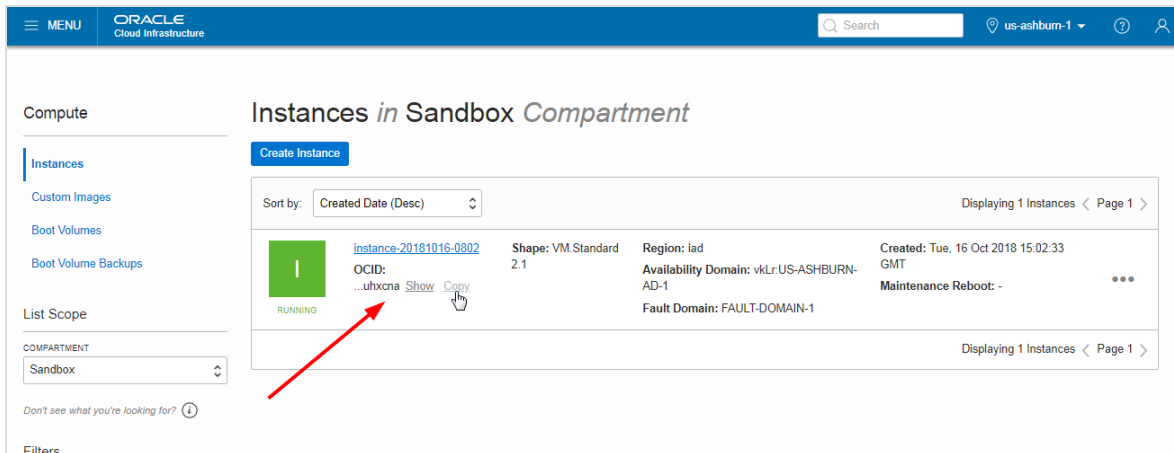 MENU
ORACLE
Cloud Infrastructure
Search
us-ashburn-1
Compute
Instances
Custom Images
Boot Volumes
Boot Volume Backups
List Scope
COMPARTMENT
Sandbox
Don't see what you're looking for?
Filters
Instances in Sandbox Compartment
Create Instance
Sort by: Created Date (Desc)
Displaying 1 Instances < Page 1 >
I
RUNNING
instance-20181016-0802
OCID:
...uhxcna Show Copy
Shape: VM.Standard
2.1
Region: iad
Availability Domain: vkLr:US-ASHBURN-
AD-1
Fault Domain: FAULT-DOMAIN-1
Created: Tue, 16 Oct 2018 15:02:33
GMT
Maintenance Reboot: -
Displaying 1 Instances < Page 1 >